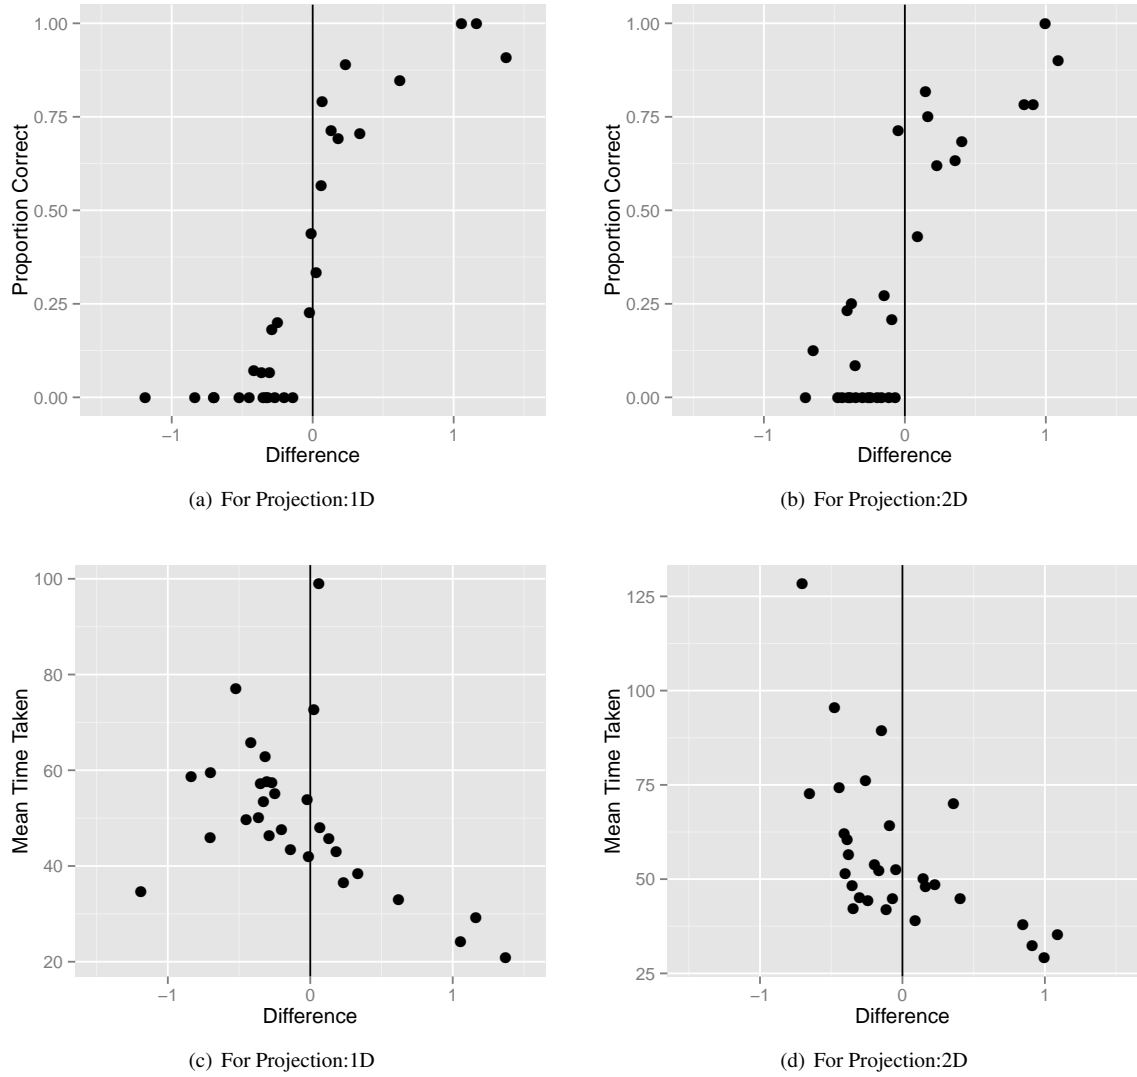 1.00
0.75
0.50
0.25
0.00
Proportion Correct
−1 0 1
Difference
(a) For Projection:1D
1.00
0.75
0.50
0.25
0.00
Proportion Correct
−1 0 1
Difference
(b) For Projection:2D
100
80
60
40
20
Mean Time Taken
−1 0 1
Difference
(c) For Projection:1D
125
100
75
50
25
Mean Time Taken
−1 0 1
Difference
(d) For Projection:2D